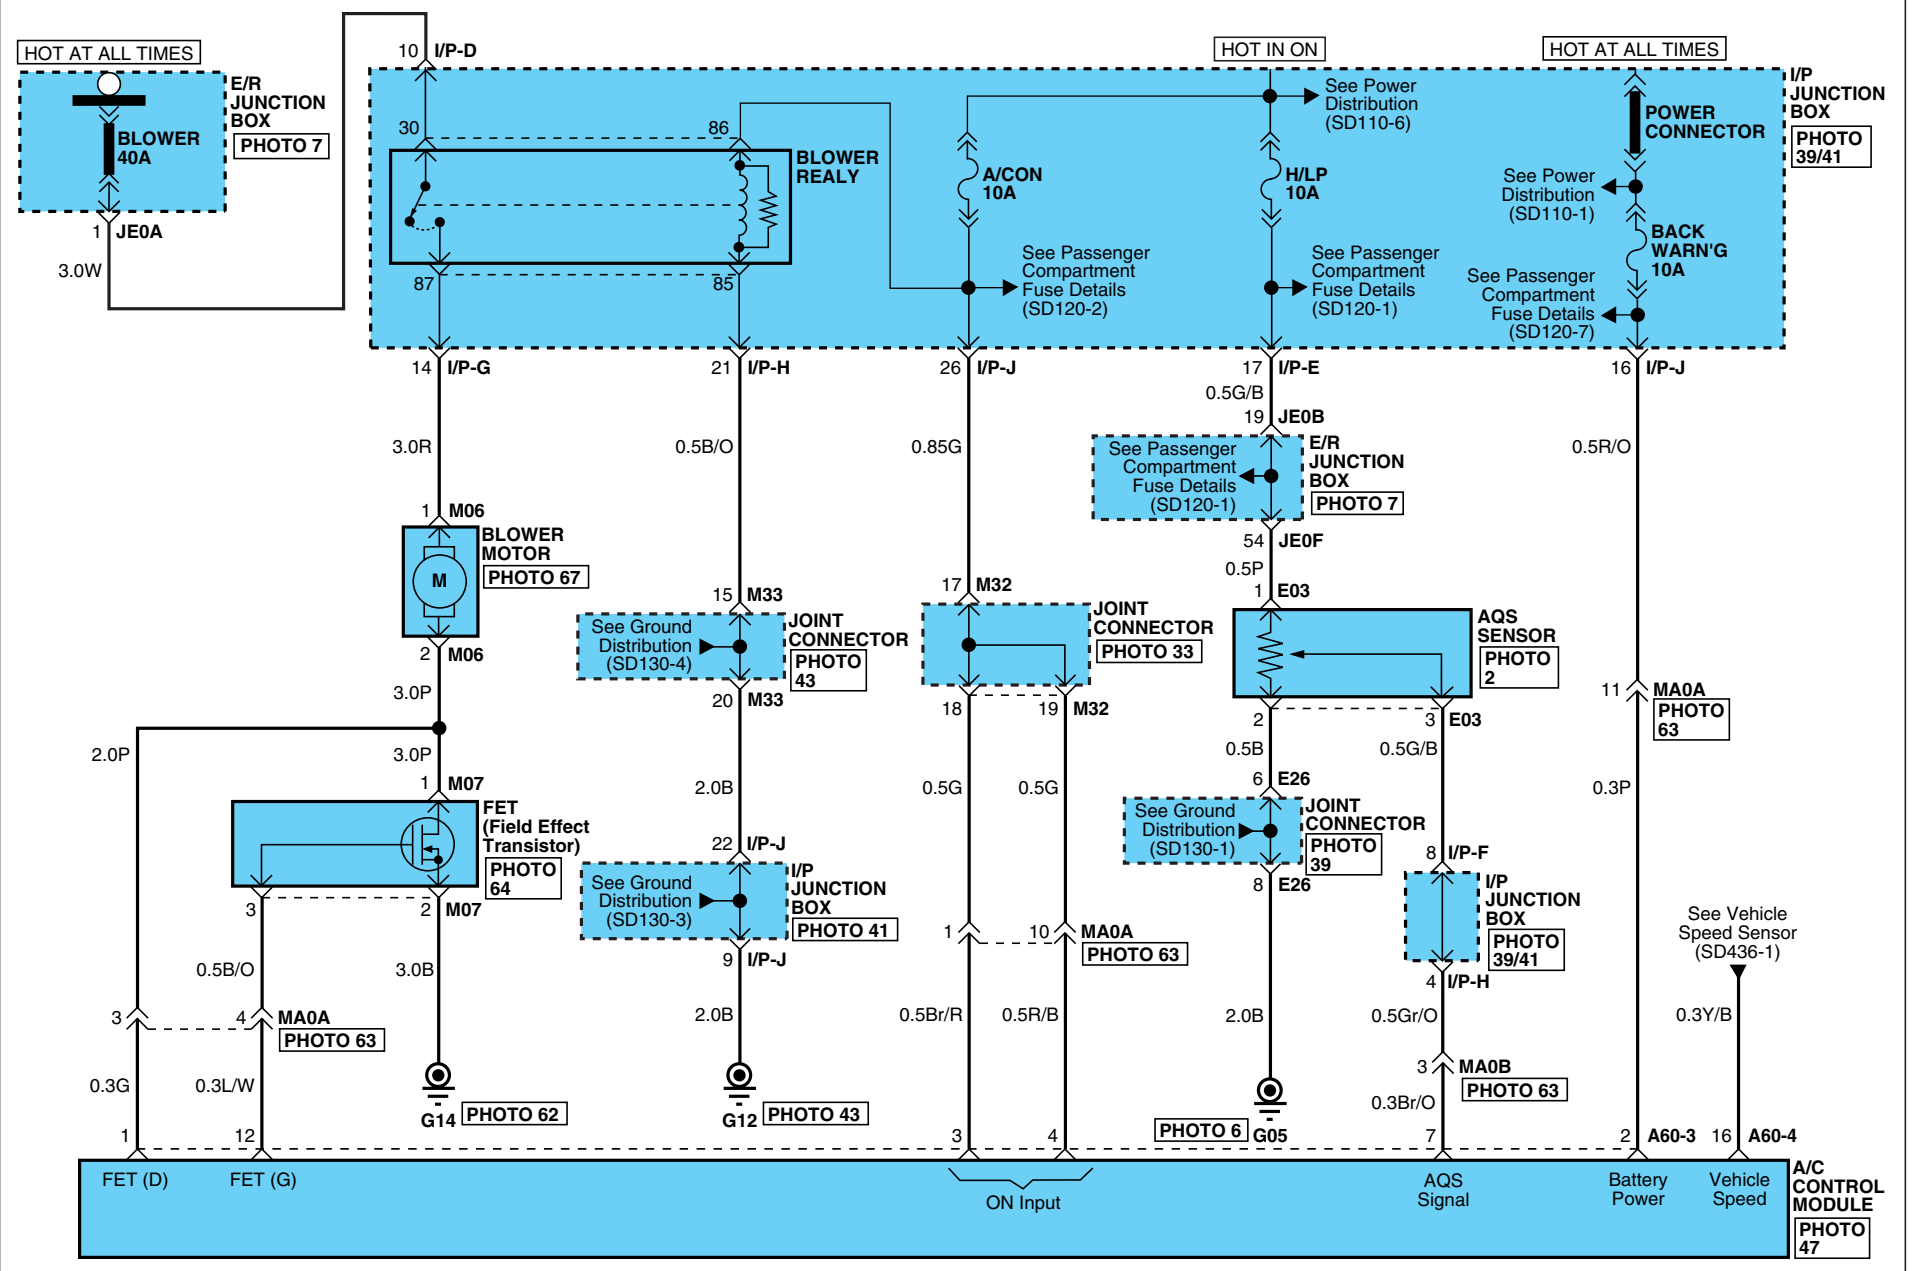 HOT AT ALL TIMES
E/R
JUNCTION
BOX
PHOTO 7
BLOWER
40A
1 JE0A
3.0W
10 I/P-D
HOT IN ON
HOT AT ALL TIMES
I/P
JUNCTION
BOX
PHOTO
39/41
30
86
BLOWER
REALY
87
85
See Power
Distribution
(SD110-6)
A/CON
10A
H/LP
10A
POWER
CONNECTOR
See Power
Distribution
(SD110-1)
BACK
WARN'G
10A
See Passenger
Compartment
Fuse Details
(SD120-2)
See Passenger
Compartment
Fuse Details
(SD120-1)
See Passenger
Compartment
Fuse Details
(SD120-7)
14 I/P-G
21 I/P-H
26 I/P-J
17 I/P-E
16 I/P-J
0.5G/B
19 JE0B
3.0R
0.5B/O
0.85G
0.5R/O
See Passenger
Compartment
Fuse Details
(SD120-1)
E/R
JUNCTION
BOX
PHOTO 7
54 JE0F
0.5P
1 E03
1 M06
BLOWER
MOTOR
PHOTO 67
M
2 M06
3.0P
15 M33
See Ground
Distribution
(SD130-4)
JOINT
CONNECTOR
PHOTO
43
20 M33
17 M32
JOINT
CONNECTOR
PHOTO 33
18
19 M32
AQS
SENSOR
PHOTO
2
2
3 E03
11 MA0A
PHOTO
63
2.0P
3.0P
1 M07
FET
(Field Effect
Transistor)
PHOTO
64
3
2 M07
2.0B
0.5G
0.5G
0.5B
0.5G/B
0.3P
22 I/P-J
See Ground
Distribution
(SD130-3)
I/P
JUNCTION
BOX
PHOTO 41
9 I/P-J
6 E26
See Ground
Distribution
(SD130-1)
JOINT
CONNECTOR
PHOTO
39
8 E26
8 I/P-F
I/P
JUNCTION
BOX
PHOTO
39/41
4 I/P-H
See Vehicle
Speed Sensor
(SD436-1)
1
10 MA0A
PHOTO 63
0.5B/O
3.0B
3
4 MA0A
PHOTO 63
2.0B
0.5Br/R
0.5R/B
2.0B
0.5Gr/O
0.3Y/B
3 MA0B
PHOTO 63
0.3G
0.3L/W
0.3Br/O
G14
PHOTO 62
G12
PHOTO 43
PHOTO 6
G05
1
12
3
4
7
2 A60-3
16 A60-4
FET (D)
FET (G)
ON Input
AQS
Signal
Battery
Power
Vehicle
Speed
A/C
CONTROL
MODULE
PHOTO
47